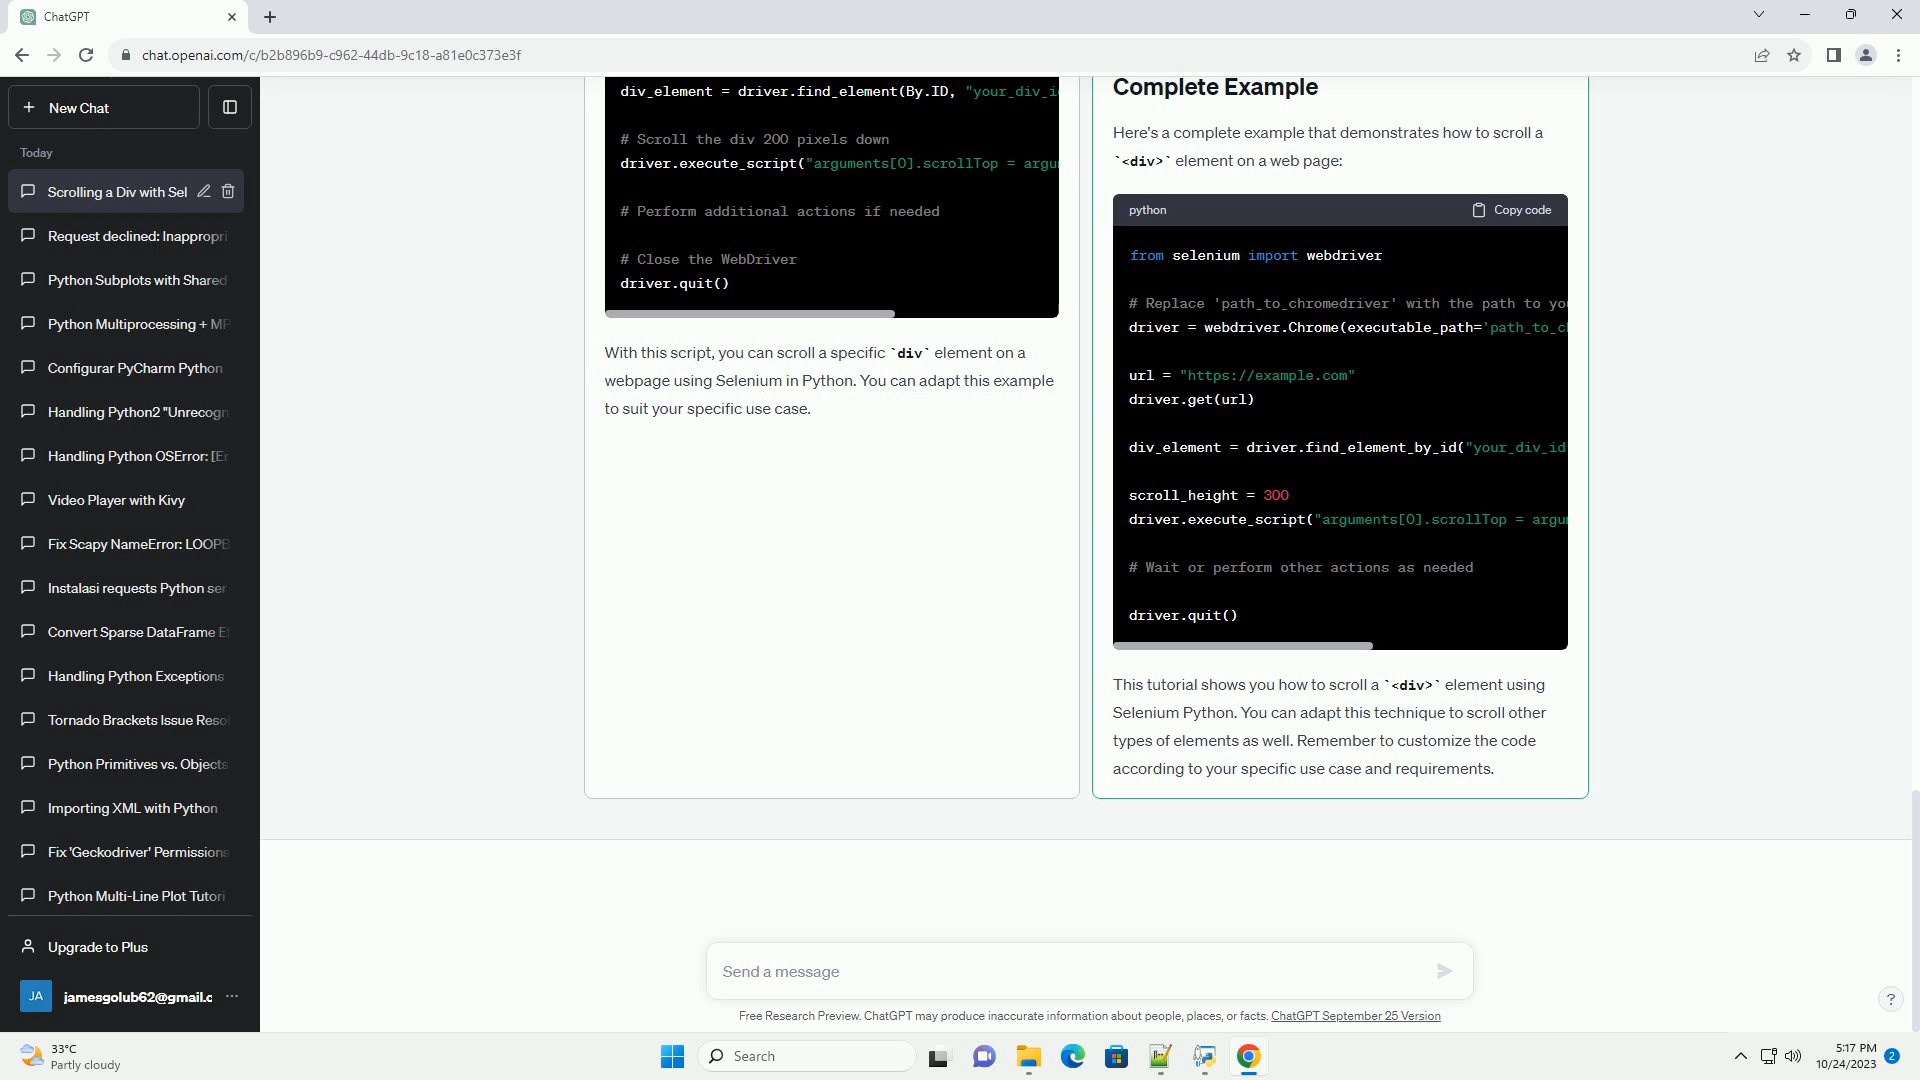 ChatGPT
chat.openai.com/c/b2b896b9-c962-44db-9c18-a81e0c373e3f
New Chat
Today
Scrolling a Div with Sel
Request declined: Inappropri
Python Subplots with Shared
Python Multiprocessing + MP
Configurar PyCharm Python
Handling Python2 "Unrecogn
Handling Python OSError: [Er
Video Player with Kivy
Fix Scapy NameError: LOOPB
Instalasi requests Python ser
Convert Sparse DataFrame Ef
Handling Python Exceptions
Tornado Brackets Issue Resol
Python Primitives vs. Objects
Importing XML with Python
Fix 'Geckodriver' Permissions
Python Multi-Line Plot Tutori
Upgrade to Plus
JA jamesgolub62@gmail.c
div_element = driver.find_element(By.ID, "your_div_i
# Scroll the div 200 pixels down
driver.execute_script("arguments[0].scrollTop = argu
# Perform additional actions if needed
# Close the WebDriver
driver.quit()
With this script, you can scroll a specific `div` element on a
webpage using Selenium in Python. You can adapt this example
to suit your specific use case.
Complete Example
Here's a complete example that demonstrates how to scroll a
`<div>` element on a web page:
python Copy code
from selenium import webdriver
# Replace 'path_to_chromedriver' with the path to you
driver = webdriver.Chrome(executable_path='path_to_ch
url = "https://example.com"
driver.get(url)
div_element = driver.find_element_by_id("your_div_id
scroll_height = 300
driver.execute_script("arguments[0].scrollTop = argum
# Wait or perform other actions as needed
driver.quit()
This tutorial shows you how to scroll a `<div>` element using
Selenium Python. You can adapt this technique to scroll other
types of elements as well. Remember to customize the code
according to your specific use case and requirements.
Send a message
Free Research Preview. ChatGPT may produce inaccurate information about people, places, or facts. ChatGPT September 25 Version
?
33°C
Partly cloudy
Search
5:17 PM
10/24/2023
2